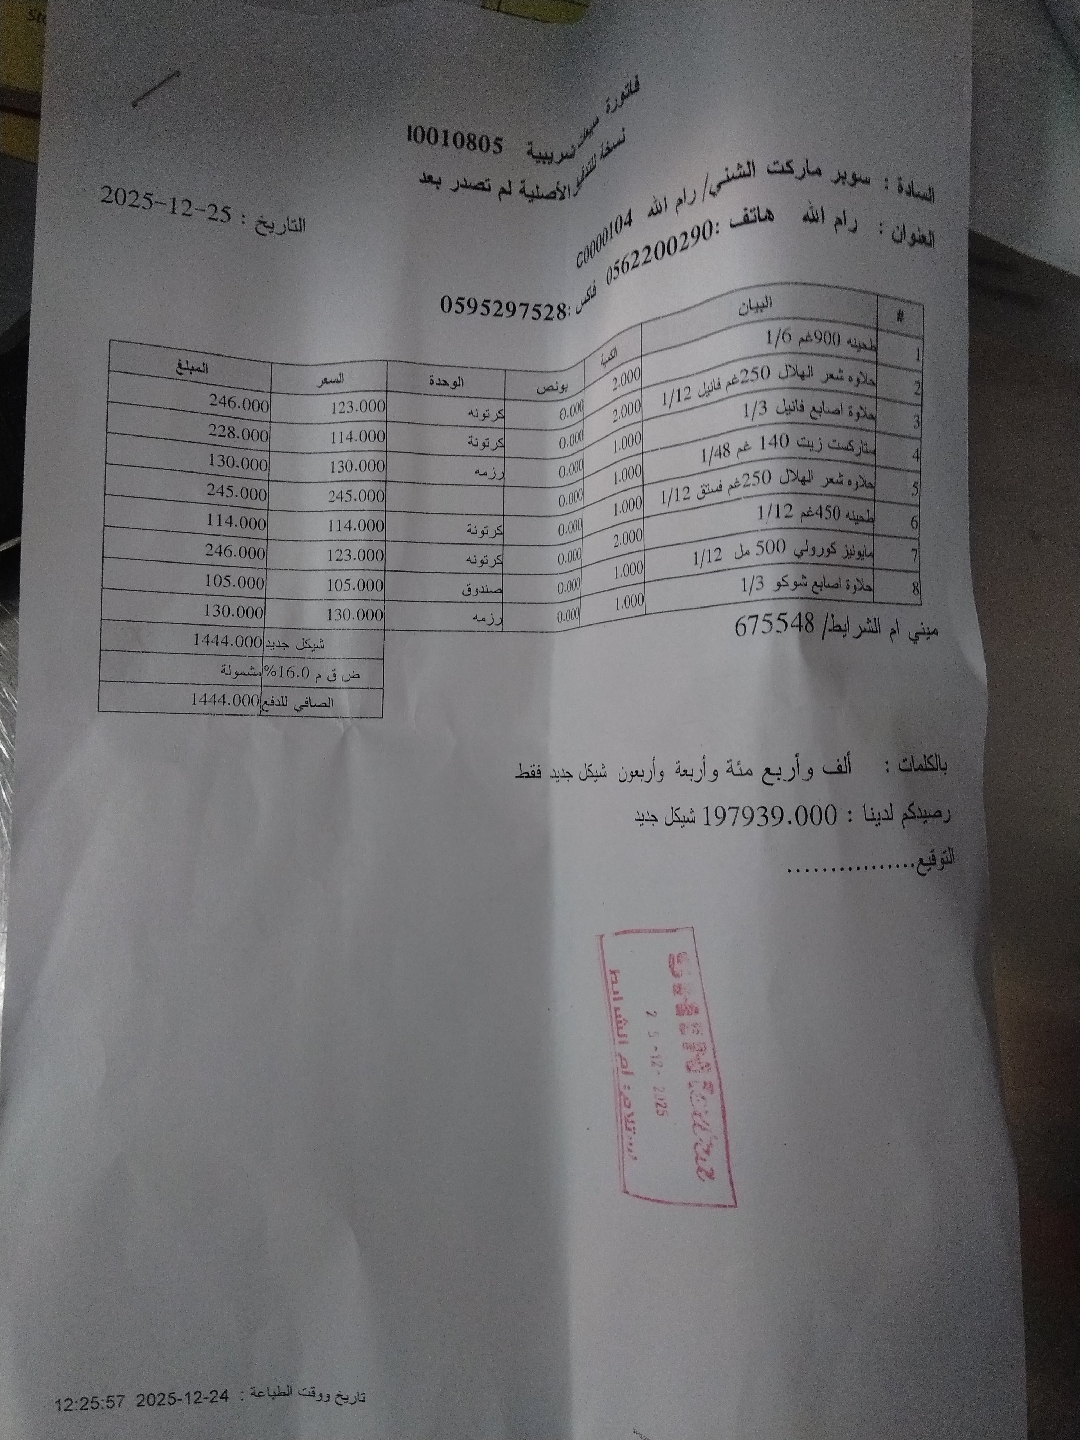 فاتورة مبيعات ضريبية I0010805
نسخة للتدقيق الأصلية لم تصدر بعد
السادة : سوبر ماركت الشني/ رام الله C0000104
التاريخ : 25-12-2025
العنوان : رام الله هاتف :0562200290 فاكس :0595297528
# البيان الكمية بونص الوحدة السعر المبلغ
1 طحينه 900غم 1/6 2.000 0.000 كرتونه 123.000 246.000
2 حلاوه شعر الهلال 250غم فانيل 1/12 2.000 0.000 كرتونة 114.000 228.000
3 حلاوة اصابع فانيل 1/3 1.000 0.000 رزمه 130.000 130.000
4 ستاركست زيت 140 غم 1/48 1.000 0.000 245.000 245.000
5 حلاوه شعر الهلال 250غم فستق 1/12 1.000 0.000 كرتونة 114.000 114.000
6 طحينه 450غم 1/12 2.000 0.000 كرتونه 123.000 246.000
7 مايونيز كورولي 500 مل 1/12 1.000 0.000 صندوق 105.000 105.000
8 حلاوة اصابع شوكو 1/3 1.000 0.000 رزمه 130.000 130.000
ميني ام الشرايط/ 675548
شيكل جديد 1444.000
ض ق م 16.0% مشمولة
الصافي للدفع 1444.000
بالكلمات : ألف وأربع مئة وأربعة وأربعون شيكل جديد فقط
رصيدكم لدينا : 197939.000 شيكل جديد
التوقيع................
25-12-2025
ام الشرايط
تاريخ ووقت الطباعة : 24-12-2025 12:25:57